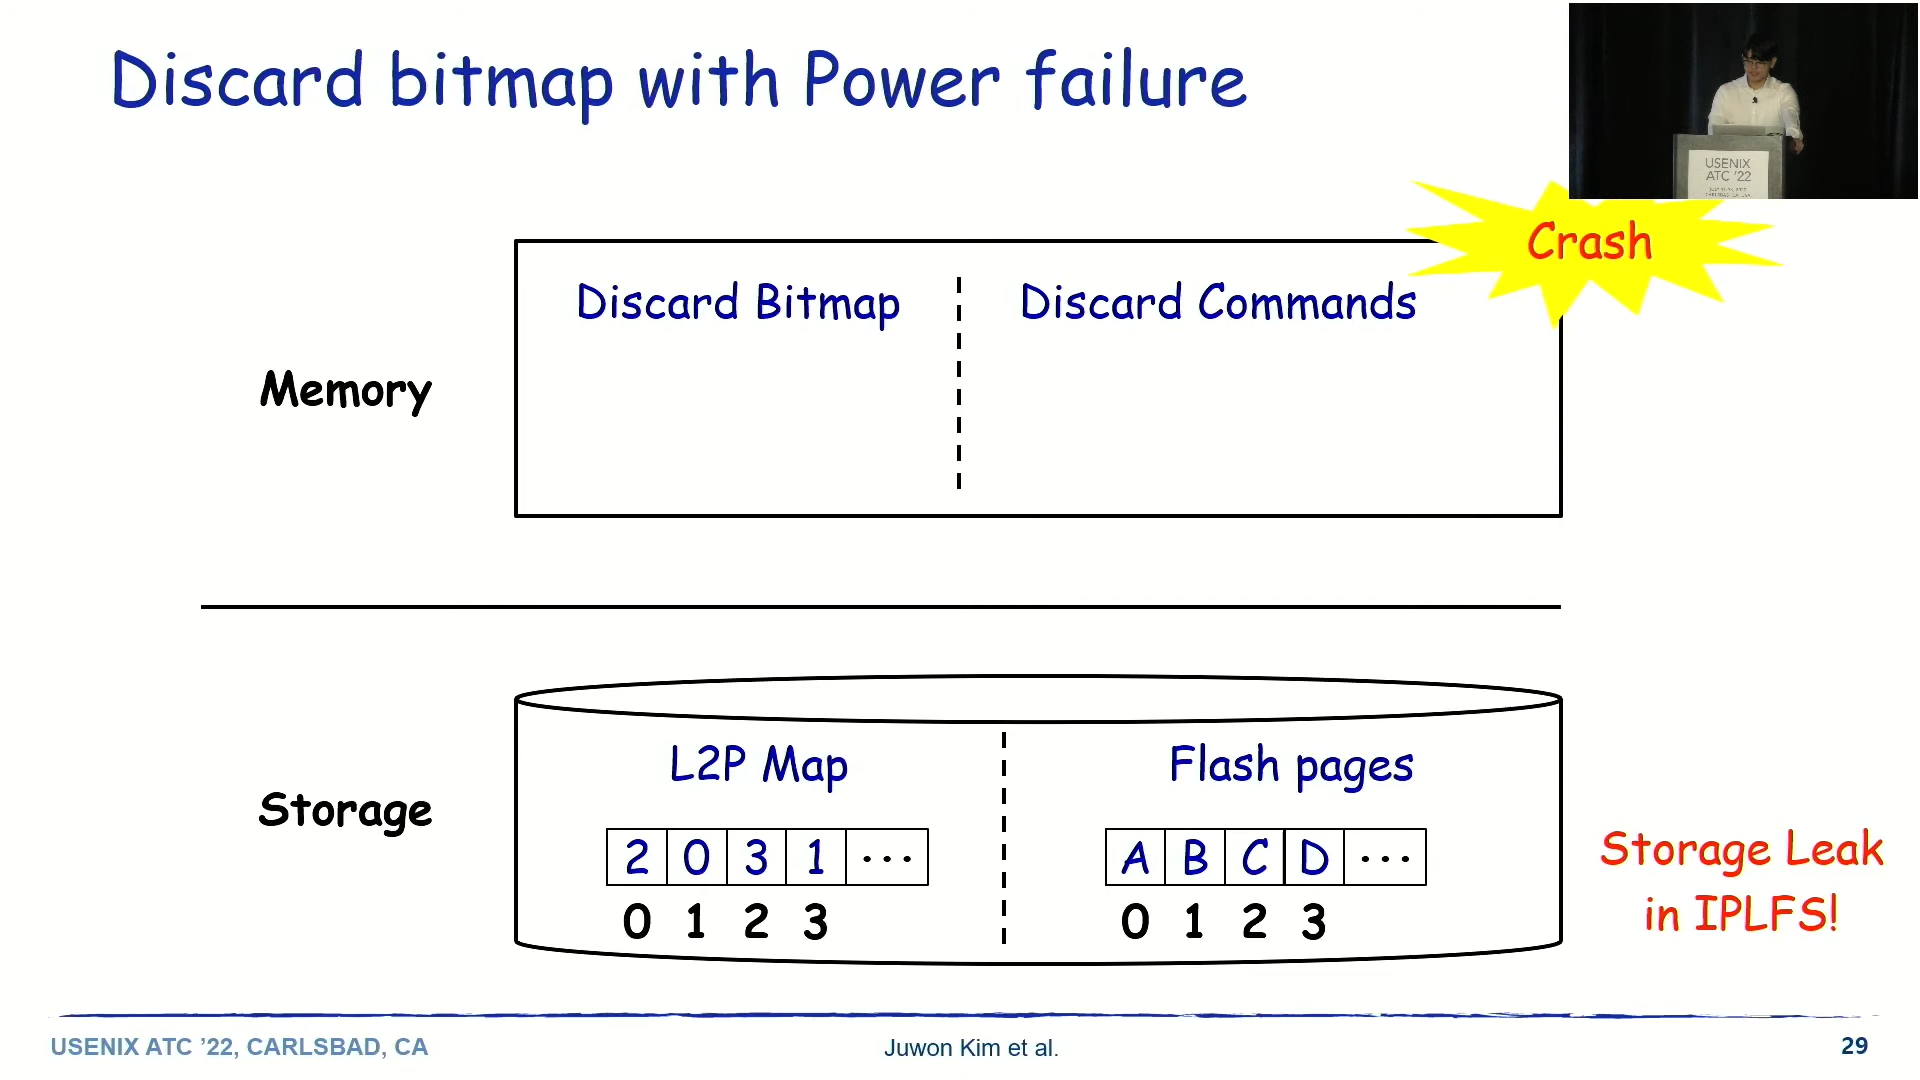 Discard bitmap with Power failure
USENIX
ATC '22
Crash
Discard Bitmap
Discard Commands
Memory
L2P Map
Flash pages
Storage
2 0 3 1 ...
A B C D ...
0 1 2 3
0 1 2 3
Storage Leak
in IPLFS!
USENIX ATC ’22, CARLSBAD, CA
Juwon Kim et al.
29